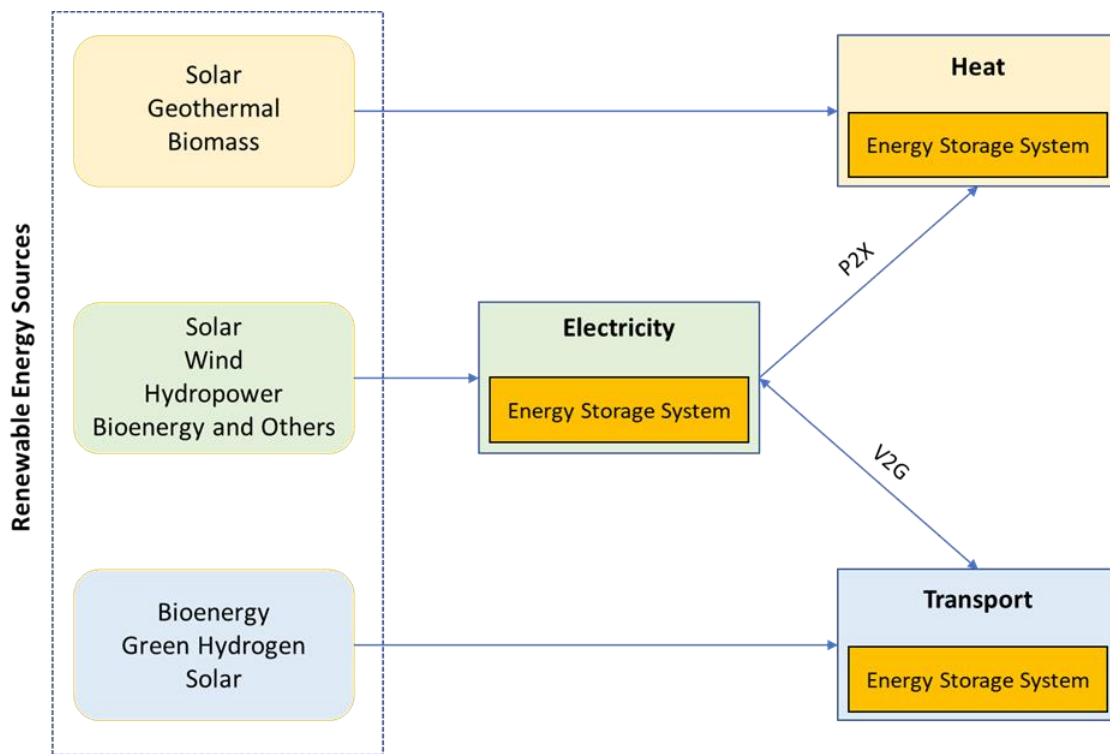 Renewable Energy Sources
Solar
Geothermal
Biomass
Heat
Energy Storage System
P2X
Solar
Wind
Hydropower
Bioenergy and Others
Electricity
Energy Storage System
V2G
Bioenergy
Green Hydrogen
Solar
Transport
Energy Storage System